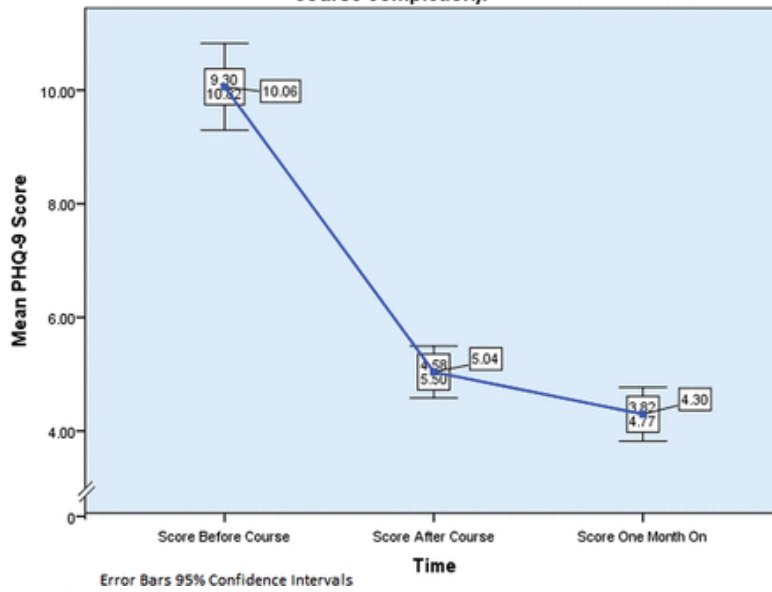 course completion).
10.00
8.00
6.00
4.00
0
Mean PHQ-9 Score
9.30
10.82
10.06
4.58
5.50
5.04
3.82
4.77
4.30
Score Before Course
Score After Course
Score One Month On
Time
Error Bars 95% Confidence Intervals